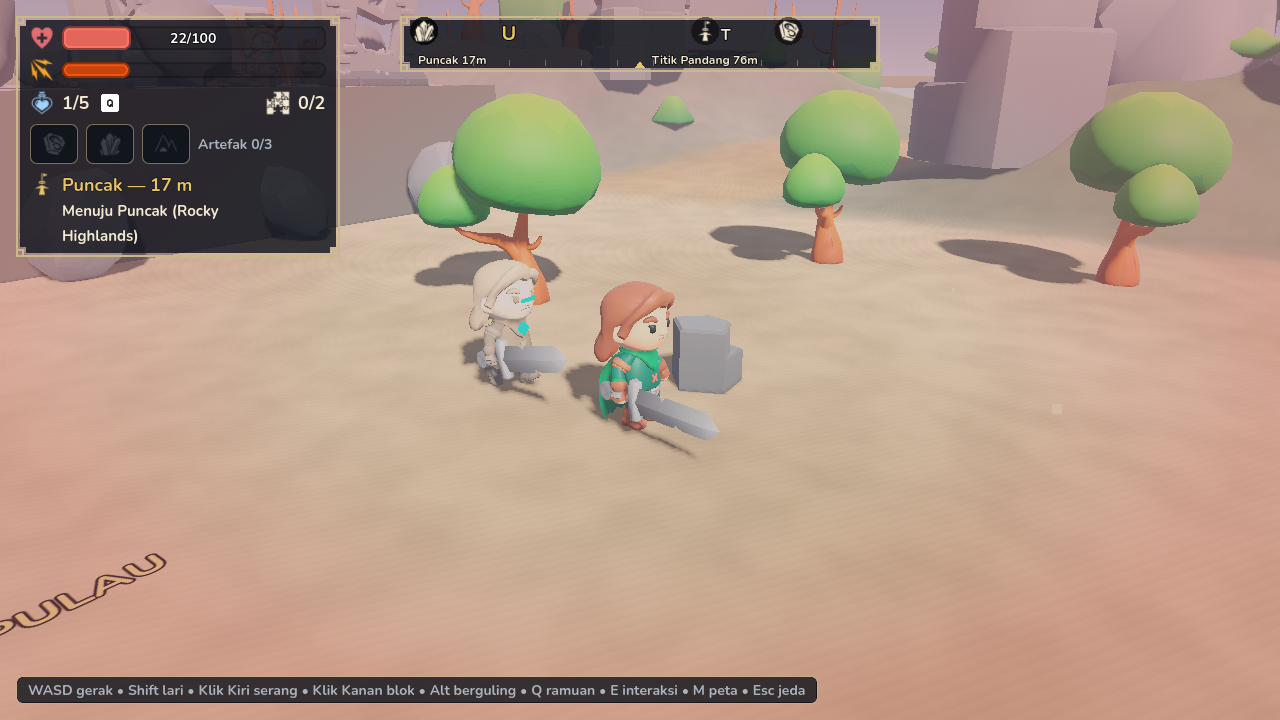 22/100
1/5 Q 0/2
Artefak 0/3
Puncak — 17 m
Menuju Puncak (Rocky
Highlands)
U T
Puncak 17m Titik Pandang 76m
PULAU
WASD gerak • Shift lari • Klik Kiri serang • Klik Kanan blok • Alt berguling • Q ramuan • E interaksi • M peta • Esc jeda